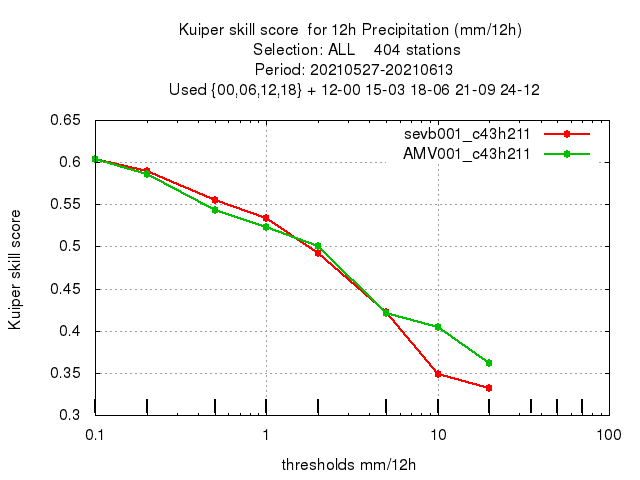 Kuiper skill score  for 12h Precipitation (mm/12h)
Selection: ALL    404 stations
Period: 20210527-20210613
Used {00,06,12,18} + 12-00 15-03 18-06 21-09 24-12
sevb001_c43h211
AMV001_c43h211
Kuiper skill score
0.65
0.6
0.55
0.5
0.45
0.4
0.35
0.3
0.1 1 10 100
thresholds mm/12h